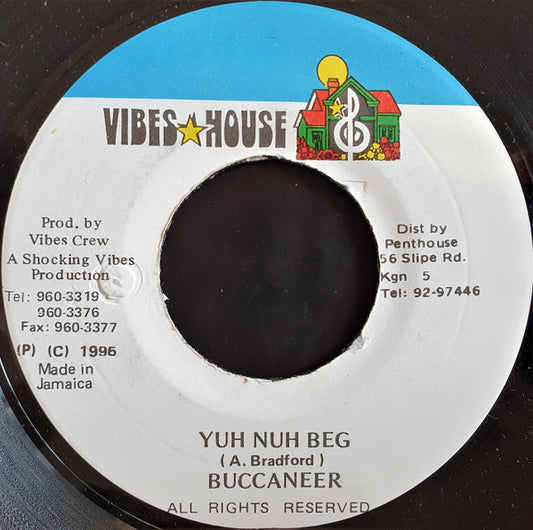 VIBES HOUSE
Prod. by
Vibes Crew
A Shocking Vibes
Production
Tel: 960-3319
960-3376
Fax: 960-3377
(P) (C) 1996
Made in
Jamaica
Dist by
Penthouse
56 Slipe Rd.
Kgn 5
Tel: 92-97446
YUH NUH BEG
( A. Bradford )
BUCCANEER
ALL RIGHTS RESERVED